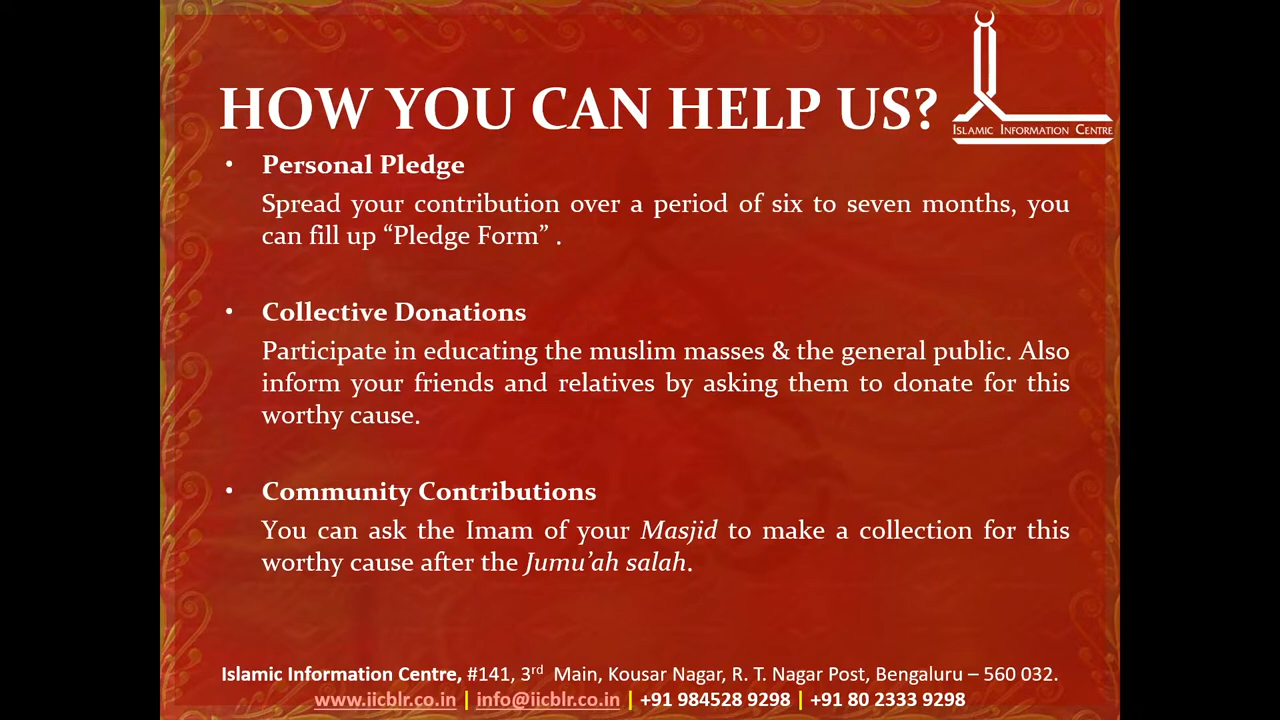 HOW YOU CAN HELP US?
ISLAMIC INFORMATION CENTRE
• Personal Pledge
Spread your contribution over a period of six to seven months, you
can fill up “Pledge Form” .
• Collective Donations
Participate in educating the muslim masses & the general public. Also
inform your friends and relatives by asking them to donate for this
worthy cause.
• Community Contributions
You can ask the Imam of your Masjid to make a collection for this
worthy cause after the Jumu’ah salah.
Islamic Information Centre, #141, 3rd Main, Kousar Nagar, R. T. Nagar Post, Bengaluru – 560 032.
www.iicblr.co.in | info@iicblr.co.in | +91 984528 9298 | +91 80 2333 9298